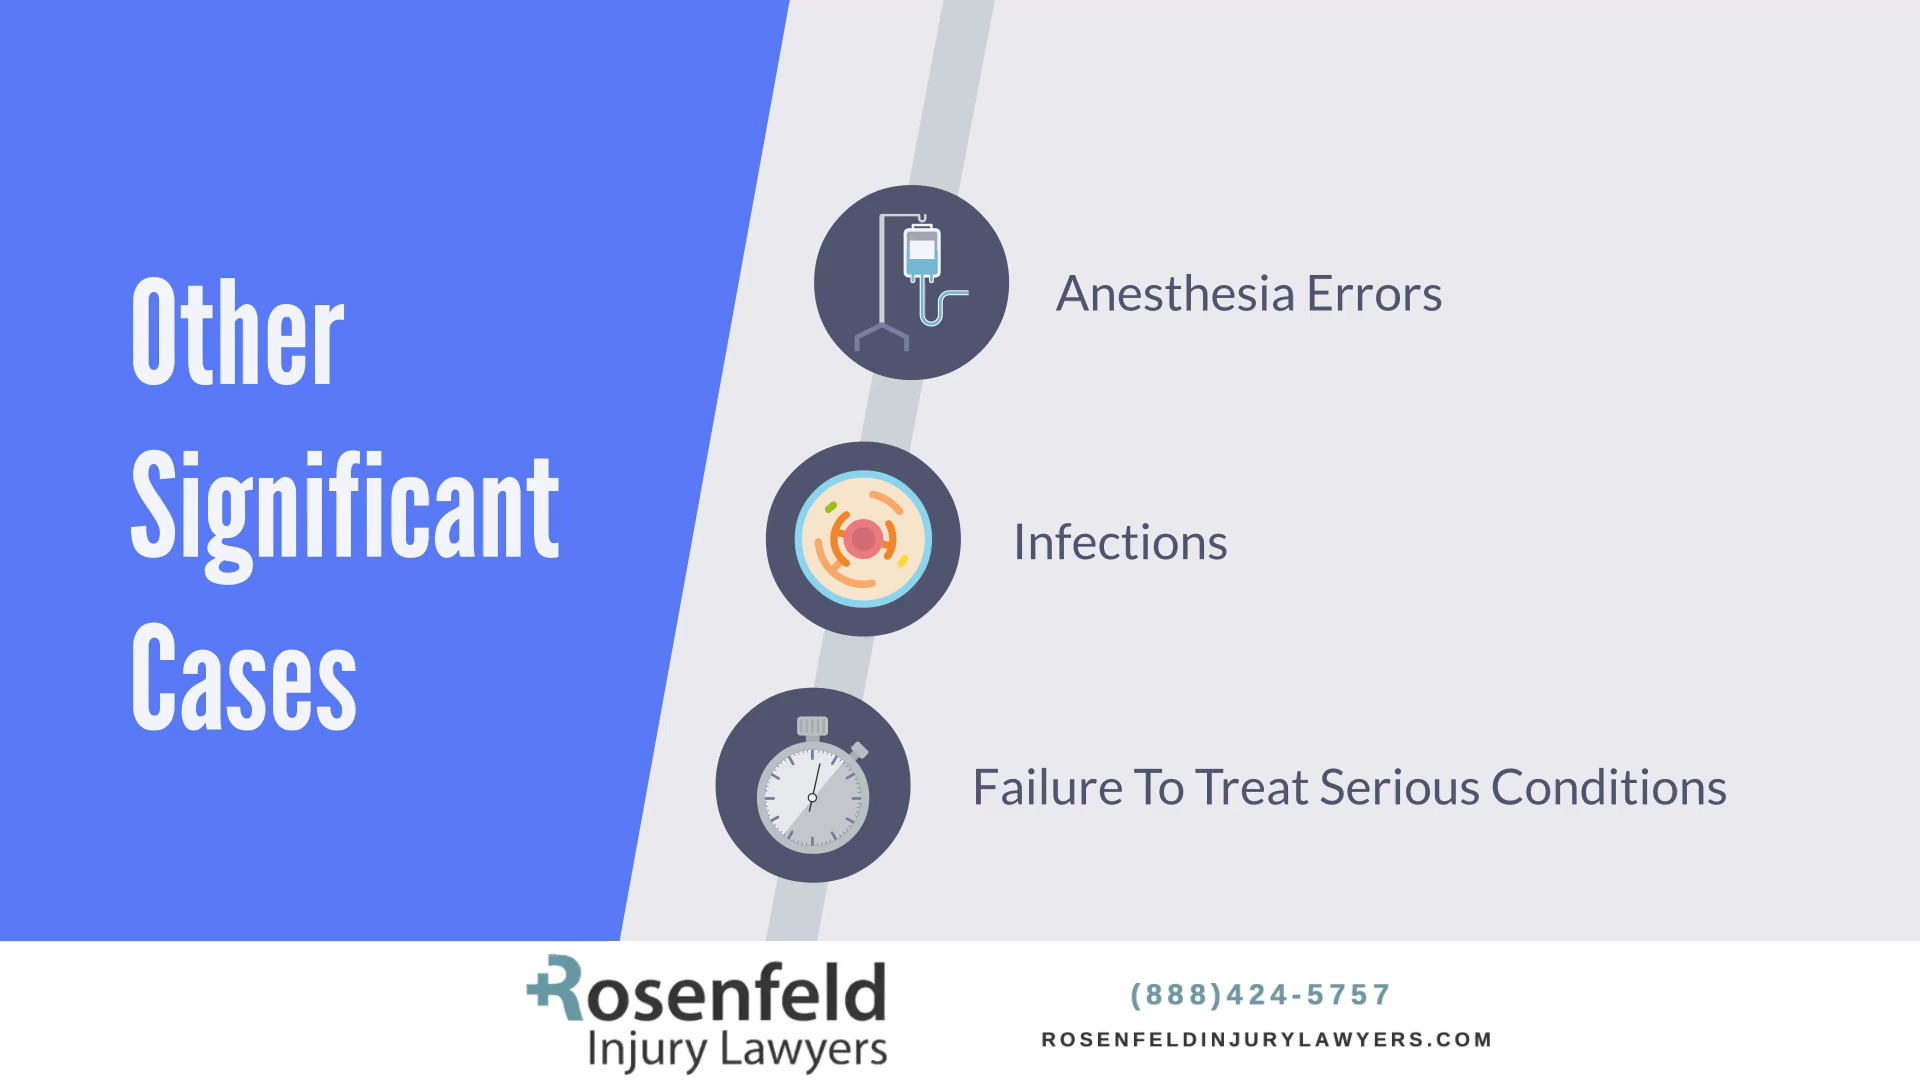 Other
Significant
Cases
Anesthesia Errors
Infections
Failure To Treat Serious Conditions
Rosenfeld
Injury Lawyers
(888)424-5757
ROSENFELDINJURYLAWYERS.COM